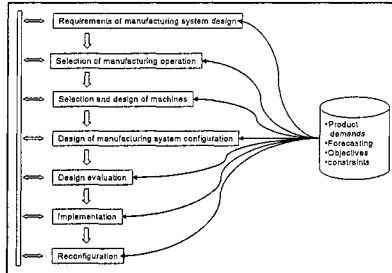 Requirements of manufacturing system design
Selection of manufacturing operation
Selection and design of machines
Design of manufacturing system configuration
Design evaluation
Implementation
Reconfiguration
•Product
demands
•Forecasting
•Objectives
•constraints